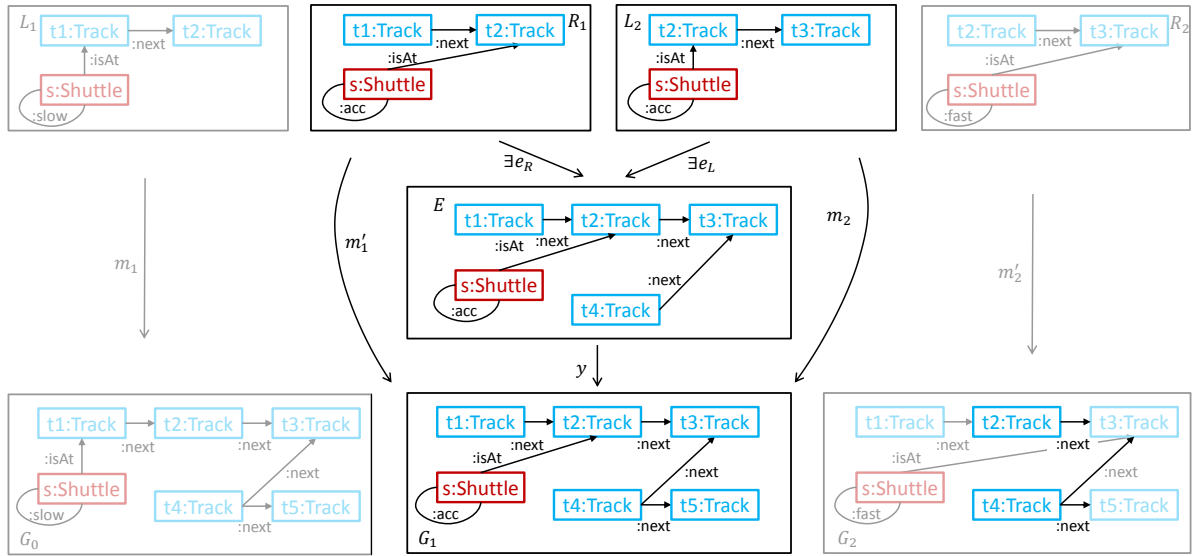 L₁ t1:Track :next t2:Track
:isAt
s:Shuttle
:slow
t1:Track :next t2:Track R₁
:isAt
s:Shuttle
:acc
L₂ t2:Track :next t3:Track
:isAt
s:Shuttle
:acc
t2:Track :next t3:Track R₂
:isAt
s:Shuttle
:fast
∃e_R ∃e_L
m₁ m′₁ m₂ m′₂
E t1:Track :next t2:Track :next t3:Track
:isAt
:next
s:Shuttle
:acc
t4:Track
y
t1:Track :next t2:Track :next t3:Track
:isAt
:next
s:Shuttle
:slow
t4:Track :next t5:Track
G₀
t1:Track :next t2:Track :next t3:Track
:isAt
:next
s:Shuttle
:acc
t4:Track :next t5:Track
G₁
t1:Track :next t2:Track :next t3:Track
:isAt
:next
s:Shuttle
:fast
t4:Track :next t5:Track
G₂